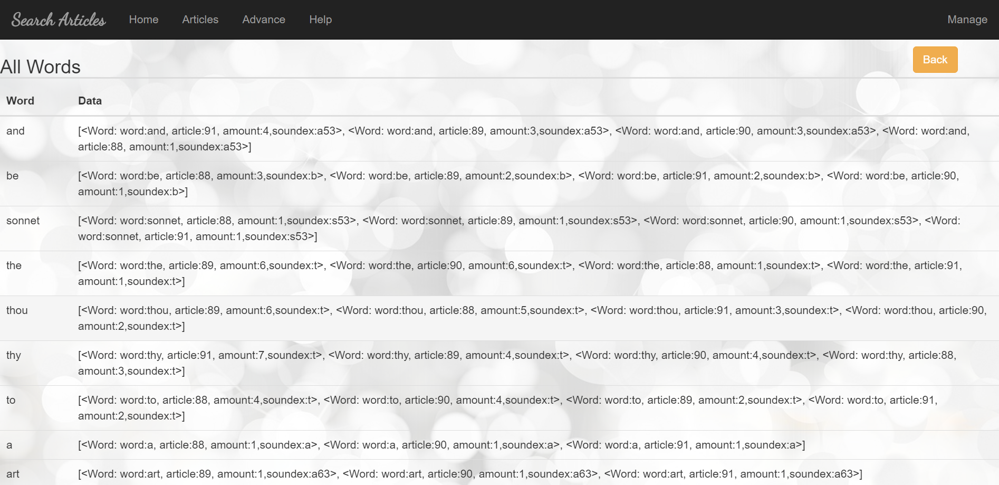 Search Articles Home Articles Advance Help Manage
All Words Back
Word Data
and [<Word: word:and, article:91, amount:4,soundex:a53>, <Word: word:and, article:89, amount:3,soundex:a53>, <Word: word:and, article:90, amount:3,soundex:a53>, <Word: word:and,
article:88, amount:1,soundex:a53>]
be [<Word: word:be, article:88, amount:3,soundex:b>, <Word: word:be, article:89, amount:2,soundex:b>, <Word: word:be, article:91, amount:2,soundex:b>, <Word: word:be, article:90,
amount:1,soundex:b>]
sonnet [<Word: word:sonnet, article:88, amount:1,soundex:s53>, <Word: word:sonnet, article:89, amount:1,soundex:s53>, <Word: word:sonnet, article:90, amount:1,soundex:s53>, <Word:
word:sonnet, article:91, amount:1,soundex:s53>]
the [<Word: word:the, article:89, amount:6,soundex:t>, <Word: word:the, article:90, amount:6,soundex:t>, <Word: word:the, article:88, amount:1,soundex:t>, <Word: word:the, article:91,
amount:1,soundex:t>]
thou [<Word: word:thou, article:89, amount:6,soundex:t>, <Word: word:thou, article:88, amount:5,soundex:t>, <Word: word:thou, article:91, amount:3,soundex:t>, <Word: word:thou, article:90,
amount:2,soundex:t>]
thy [<Word: word:thy, article:91, amount:7,soundex:t>, <Word: word:thy, article:89, amount:4,soundex:t>, <Word: word:thy, article:90, amount:4,soundex:t>, <Word: word:thy, article:88,
amount:3,soundex:t>]
to [<Word: word:to, article:88, amount:4,soundex:t>, <Word: word:to, article:90, amount:4,soundex:t>, <Word: word:to, article:89, amount:2,soundex:t>, <Word: word:to, article:91,
amount:2,soundex:t>]
a [<Word: word:a, article:88, amount:1,soundex:a>, <Word: word:a, article:90, amount:1,soundex:a>, <Word: word:a, article:91, amount:1,soundex:a>]
art [<Word: word:art, article:89, amount:1,soundex:a63>, <Word: word:art, article:90, amount:1,soundex:a63>, <Word: word:art, article:91, amount:1,soundex:a63>]